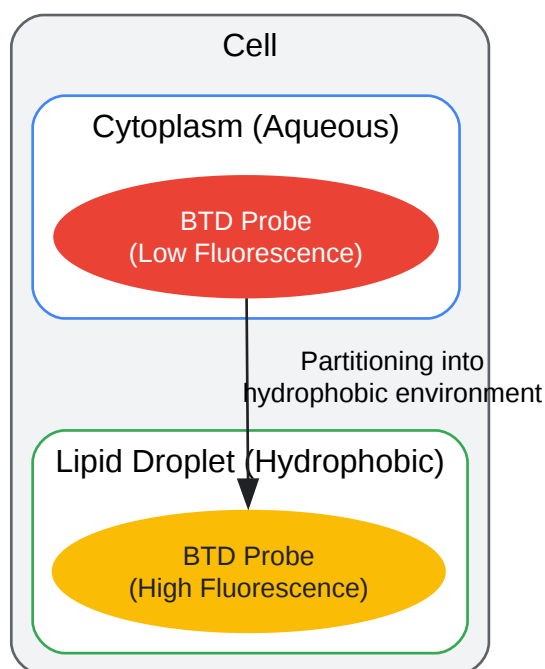 Cell
Cytoplasm (Aqueous)
BTD Probe
(Low Fluorescence)
Partitioning into
hydrophobic environment
Lipid Droplet (Hydrophobic)
BTD Probe
(High Fluorescence)